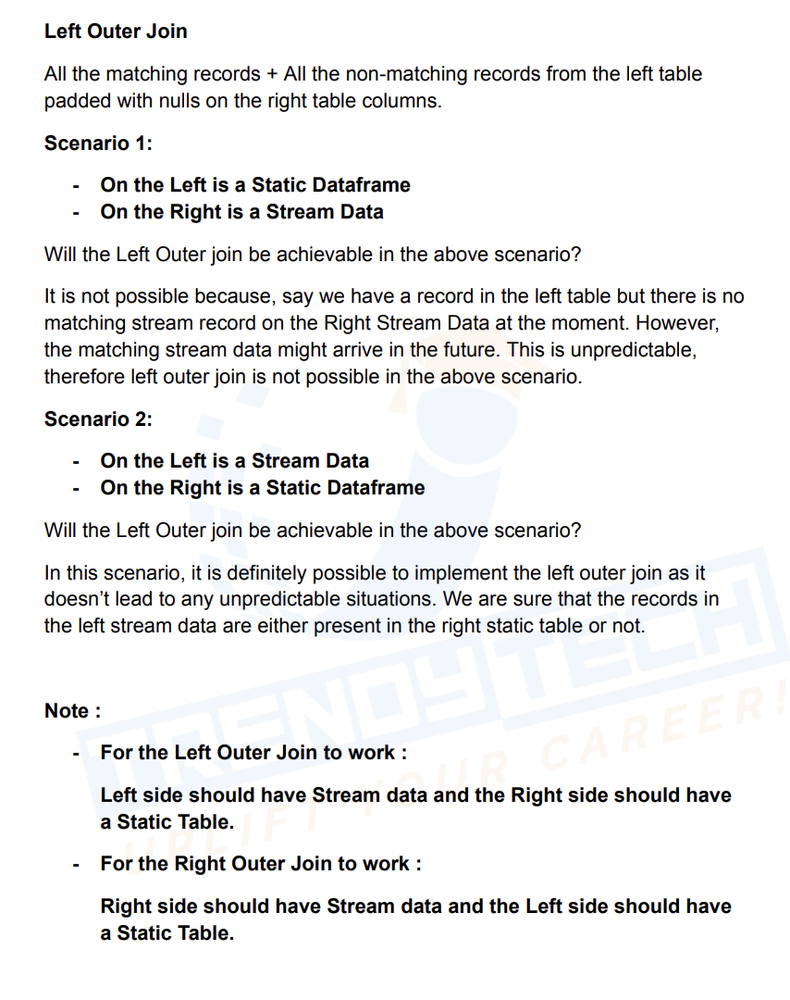 Left Outer Join
All the matching records + All the non-matching records from the left table
padded with nulls on the right table columns.
Scenario 1:
- On the Left is a Static Dataframe
- On the Right is a Stream Data
Will the Left Outer join be achievable in the above scenario?
It is not possible because, say we have a record in the left table but there is no
matching stream record on the Right Stream Data at the moment. However,
the matching stream data might arrive in the future. This is unpredictable,
therefore left outer join is not possible in the above scenario.
Scenario 2:
- On the Left is a Stream Data
- On the Right is a Static Dataframe
Will the Left Outer join be achievable in the above scenario?
In this scenario, it is definitely possible to implement the left outer join as it
doesn’t lead to any unpredictable situations. We are sure that the records in
the left stream data are either present in the right static table or not.
Note :
- For the Left Outer Join to work :
Left side should have Stream data and the Right side should have
a Static Table.
- For the Right Outer Join to work :
Right side should have Stream data and the Left side should have
a Static Table.
TRENDYTECH
UPLIFT YOUR CAREER!